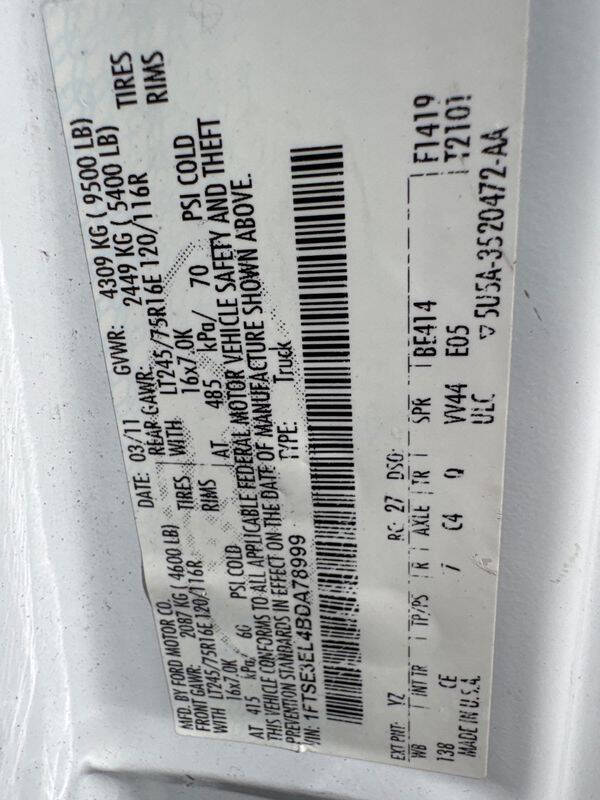 MFD. BY FORD MOTOR CO. DATE: 03/11 GVWR: 4309 KG ( 9500 LB)
FRONT GAWR: 2087 KG ( 4600 LB) REAR GAWR: 2449 KG ( 5400 LB)
WITH LT245/75R16E 120/116R TIRES WITH LT245/75R16E 120/116R TIRES
16x7.0K RIMS 16x7.0K RIMS
AT 415 kPa/ 60 PSI COLD AT 485 kPa/ 70 PSI COLD
THIS VEHICLE CONFORMS TO ALL APPLICABLE FEDERAL MOTOR VEHICLE SAFETY AND THEFT
PREVENTION STANDARDS IN EFFECT ON THE DATE OF MANUFACTURE SHOWN ABOVE.
VIN: 1FTSE3EL4BDA78999 TYPE: Truck
EXT PNT: YZ RC: 27 DSO: F1419
WB INT TR TP/PS R AXLE TR SPR BE414 T2101
138 CE 7 C4 Q VV44 E05
MADE IN U.S.A. ULC ▽ 5U5A-3520472-AA